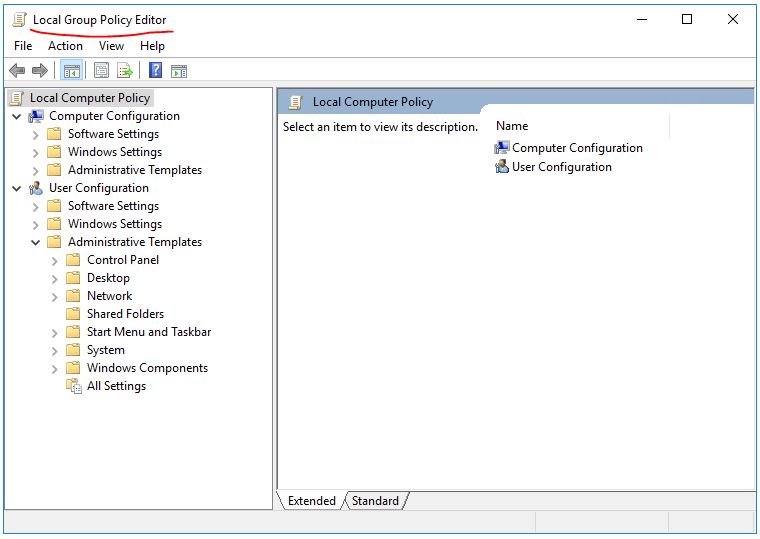 Local Group Policy Editor
File Action View Help
Local Computer Policy
Computer Configuration
Software Settings
Windows Settings
Administrative Templates
User Configuration
Software Settings
Windows Settings
Administrative Templates
Control Panel
Desktop
Network
Shared Folders
Start Menu and Taskbar
System
Windows Components
All Settings
Local Computer Policy
Select an item to view its description.
Name
Computer Configuration
User Configuration
Extended Standard